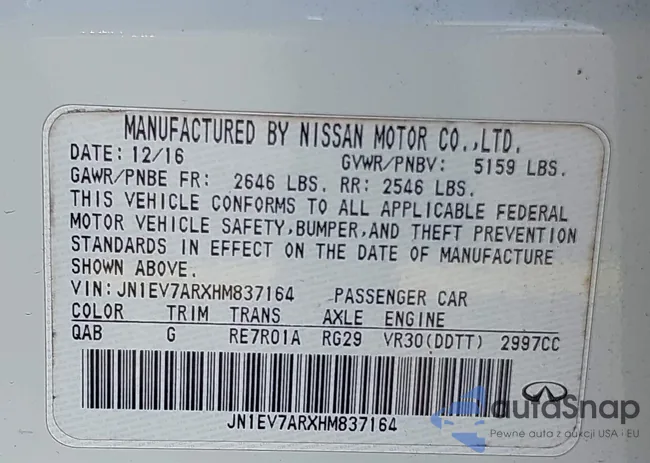 MANUFACTURED BY NISSAN MOTOR CO.,LTD.
DATE: 12/16 GVWR/PNBV: 5159 LBS.
GAWR/PNBE FR: 2646 LBS. RR: 2546 LBS.
THIS VEHICLE CONFORMS TO ALL APPLICABLE FEDERAL
MOTOR VEHICLE SAFETY,BUMPER,AND THEFT PREVENTION
STANDARDS IN EFFECT ON THE DATE OF MANUFACTURE
SHOWN ABOVE.
VIN:JN1EV7ARXHM837164 PASSENGER CAR
COLOR TRIM TRANS AXLE ENGINE
QAB G RE7R01A RG29 VR30(DDTT) 2997CC
JN1EV7ARXHM837164
autaSnap
Pewne auta z aukcji USA · EU